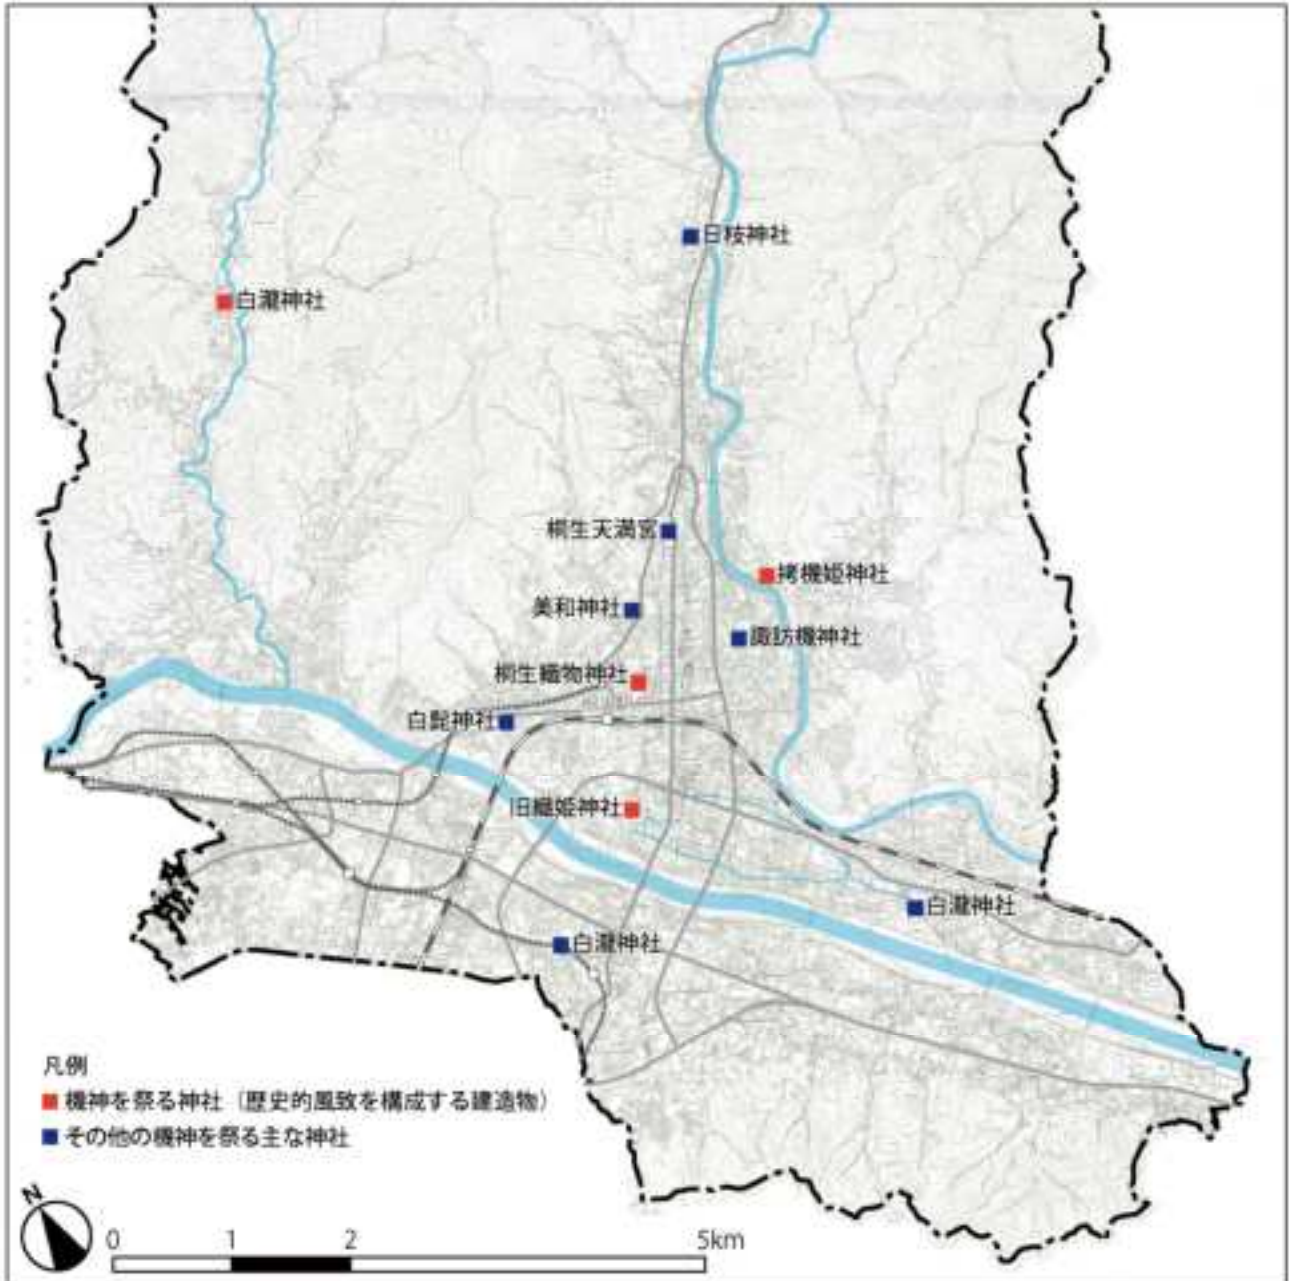 日枝神社
白瀧神社
桐生天満宮
拷機姫神社
美和神社
諏訪機神社
桐生織物神社
白髭神社
旧織姫神社
白瀧神社
白瀧神社
凡例
機神を祭る神社（歴史的風致を構成する建造物）
その他の機神を祭る主な神社
N
0 1 2 5km